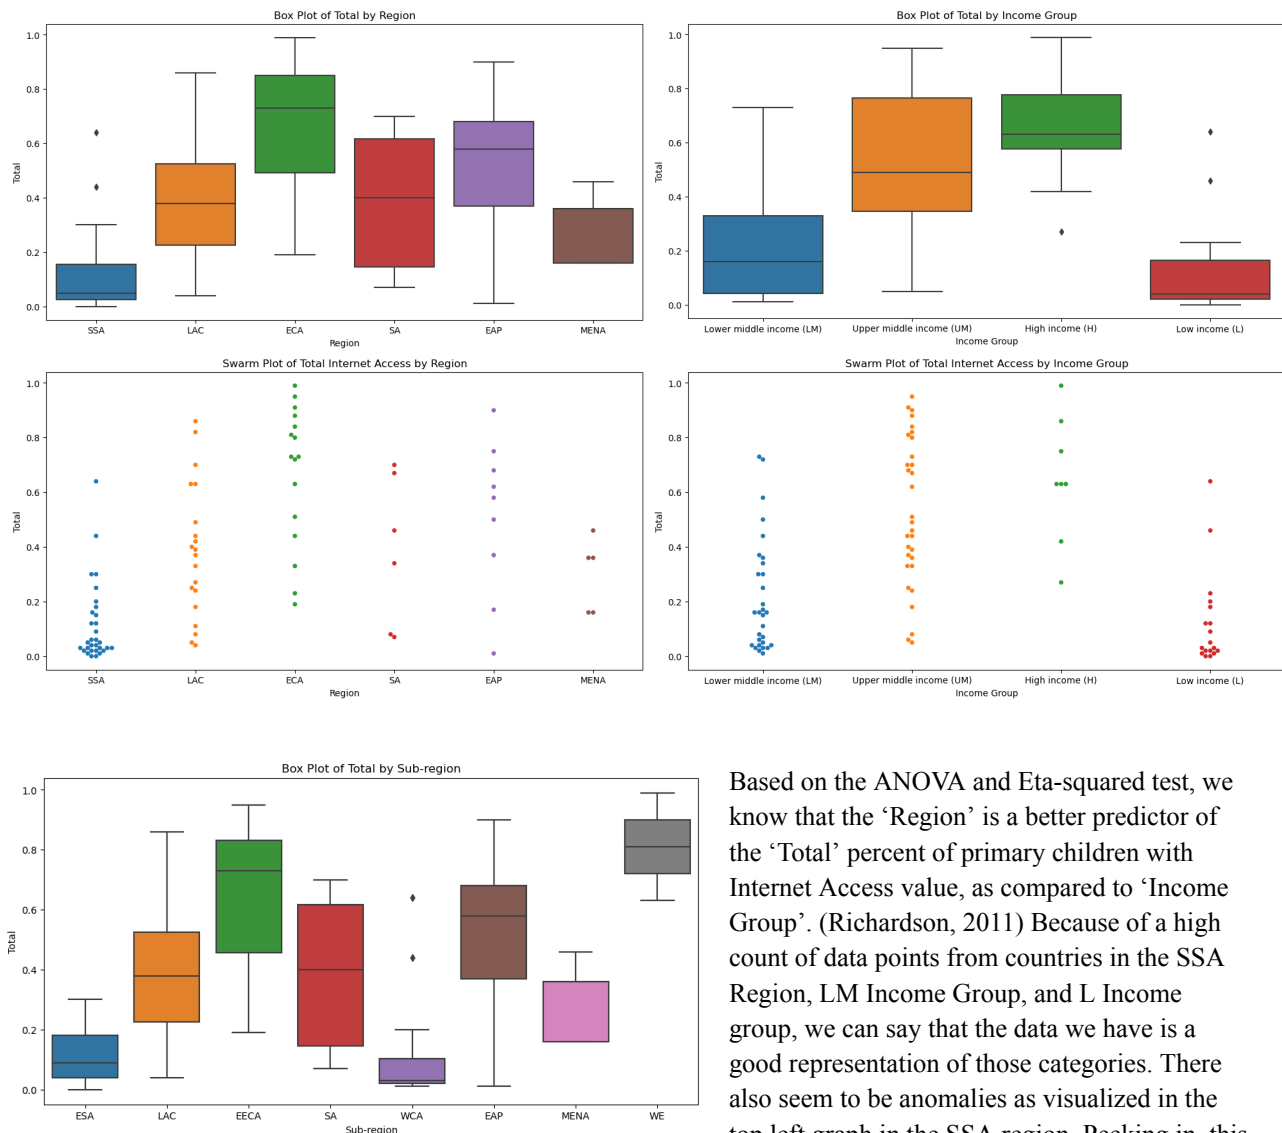 Box Plot of Total by Region
1.0
0.8
0.6
0.4
0.2
0.0
Total
SSA LAC ECA SA EAP MENA
Region
Box Plot of Total by Income Group
1.0
0.8
0.6
0.4
0.2
0.0
Total
Lower middle income (LM) Upper middle income (UM) High income (H) Low income (L)
Income Group
Swarm Plot of Total Internet Access by Region
1.0
0.8
0.6
0.4
0.2
0.0
Total
SSA LAC ECA SA EAP MENA
Region
Swarm Plot of Total Internet Access by Income Group
1.0
0.8
0.6
0.4
0.2
0.0
Total
Lower middle income (LM) Upper middle income (UM) High income (H) Low income (L)
Income Group
Box Plot of Total by Sub-region
1.0
0.8
0.6
0.4
0.2
0.0
Total
ESA LAC EECA SA WCA EAP MENA WE
Sub-region
Based on the ANOVA and Eta-squared test, we
know that the ‘Region’ is a better predictor of
the ‘Total’ percent of primary children with
Internet Access value, as compared to ‘Income
Group’. (Richardson, 2011) Because of a high
count of data points from countries in the SSA
Region, LM Income Group, and L Income
group, we can say that the data we have is a
good representation of those categories. There
also seem to be anomalies as visualized in the
top left graph in the SSA region. Peeking in, this